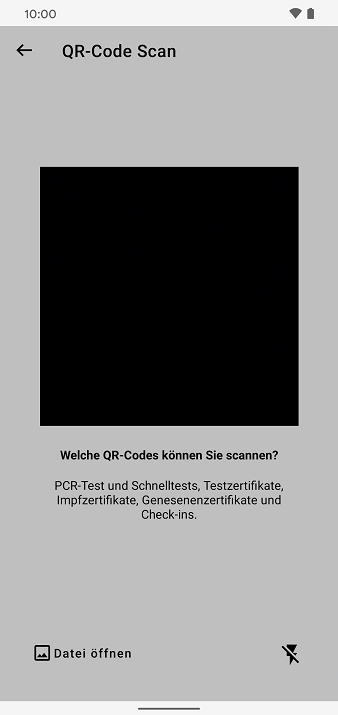 10:00
QR-Code Scan
Welche QR-Codes können Sie scannen?
PCR-Test und Schnelltests, Testzertifikate,
Impfzertifikate, Genesenenzertifikate und
Check-ins.
Datei öffnen